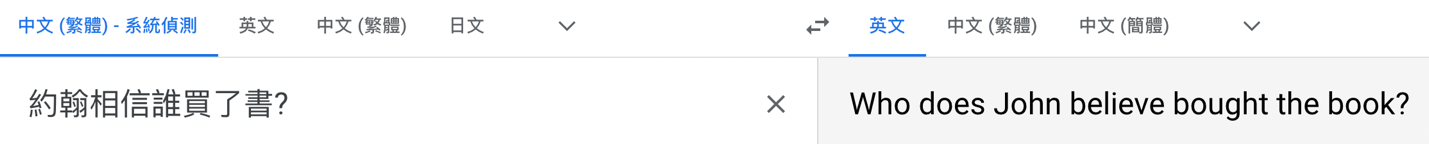 中文 (繁體) - 系統偵測 英文 中文 (繁體) 日文 英文 中文 (繁體) 中文 (簡體)
約翰相信誰買了書? Who does John believe bought the book?